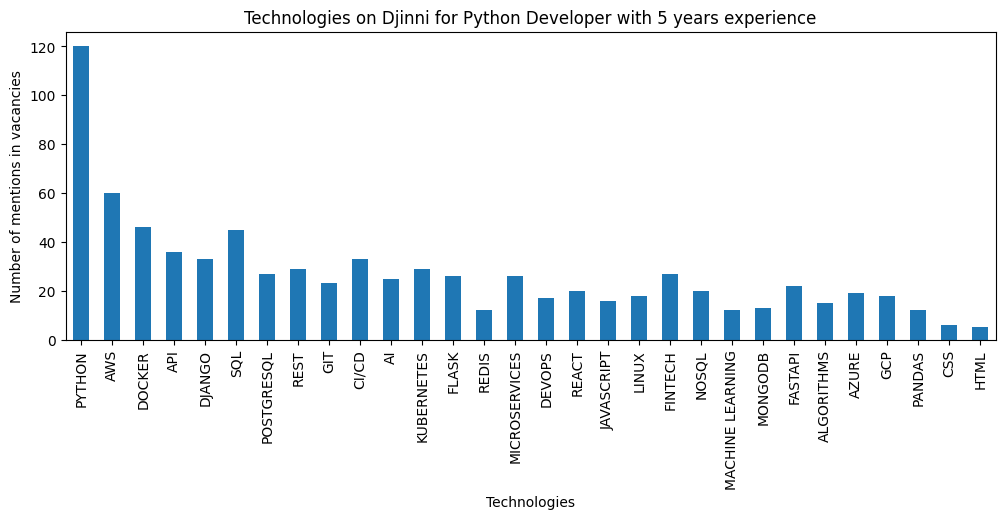 Technologies on Djinni for Python Developer with 5 years experience
Number of mentions in vacancies
120
100
80
60
40
20
0
PYTHON
AWS
DOCKER
API
DJANGO
SQL
POSTGRESQL
REST
GIT
CI/CD
AI
KUBERNETES
FLASK
REDIS
MICROSERVICES
DEVOPS
REACT
JAVASCRIPT
LINUX
FINTECH
NOSQL
MACHINE LEARNING
MONGODB
FASTAPI
ALGORITHMS
AZURE
GCP
PANDAS
CSS
HTML
Technologies